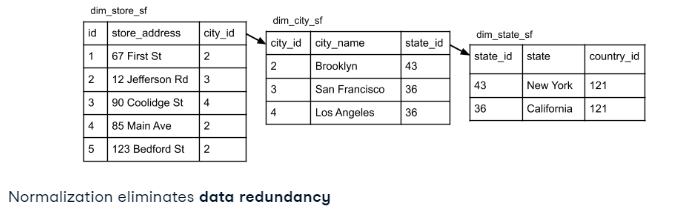 dim_store_sf
id store_address city_id
1 67 First St 2
2 12 Jefferson Rd 3
3 90 Coolidge St 4
4 85 Main Ave 2
5 123 Bedford St 2
dim_city_sf
city_id city_name state_id
2 Brooklyn 43
3 San Francisco 36
4 Los Angeles 36
dim_state_sf
state_id state country_id
43 New York 121
36 California 121
Normalization eliminates data redundancy